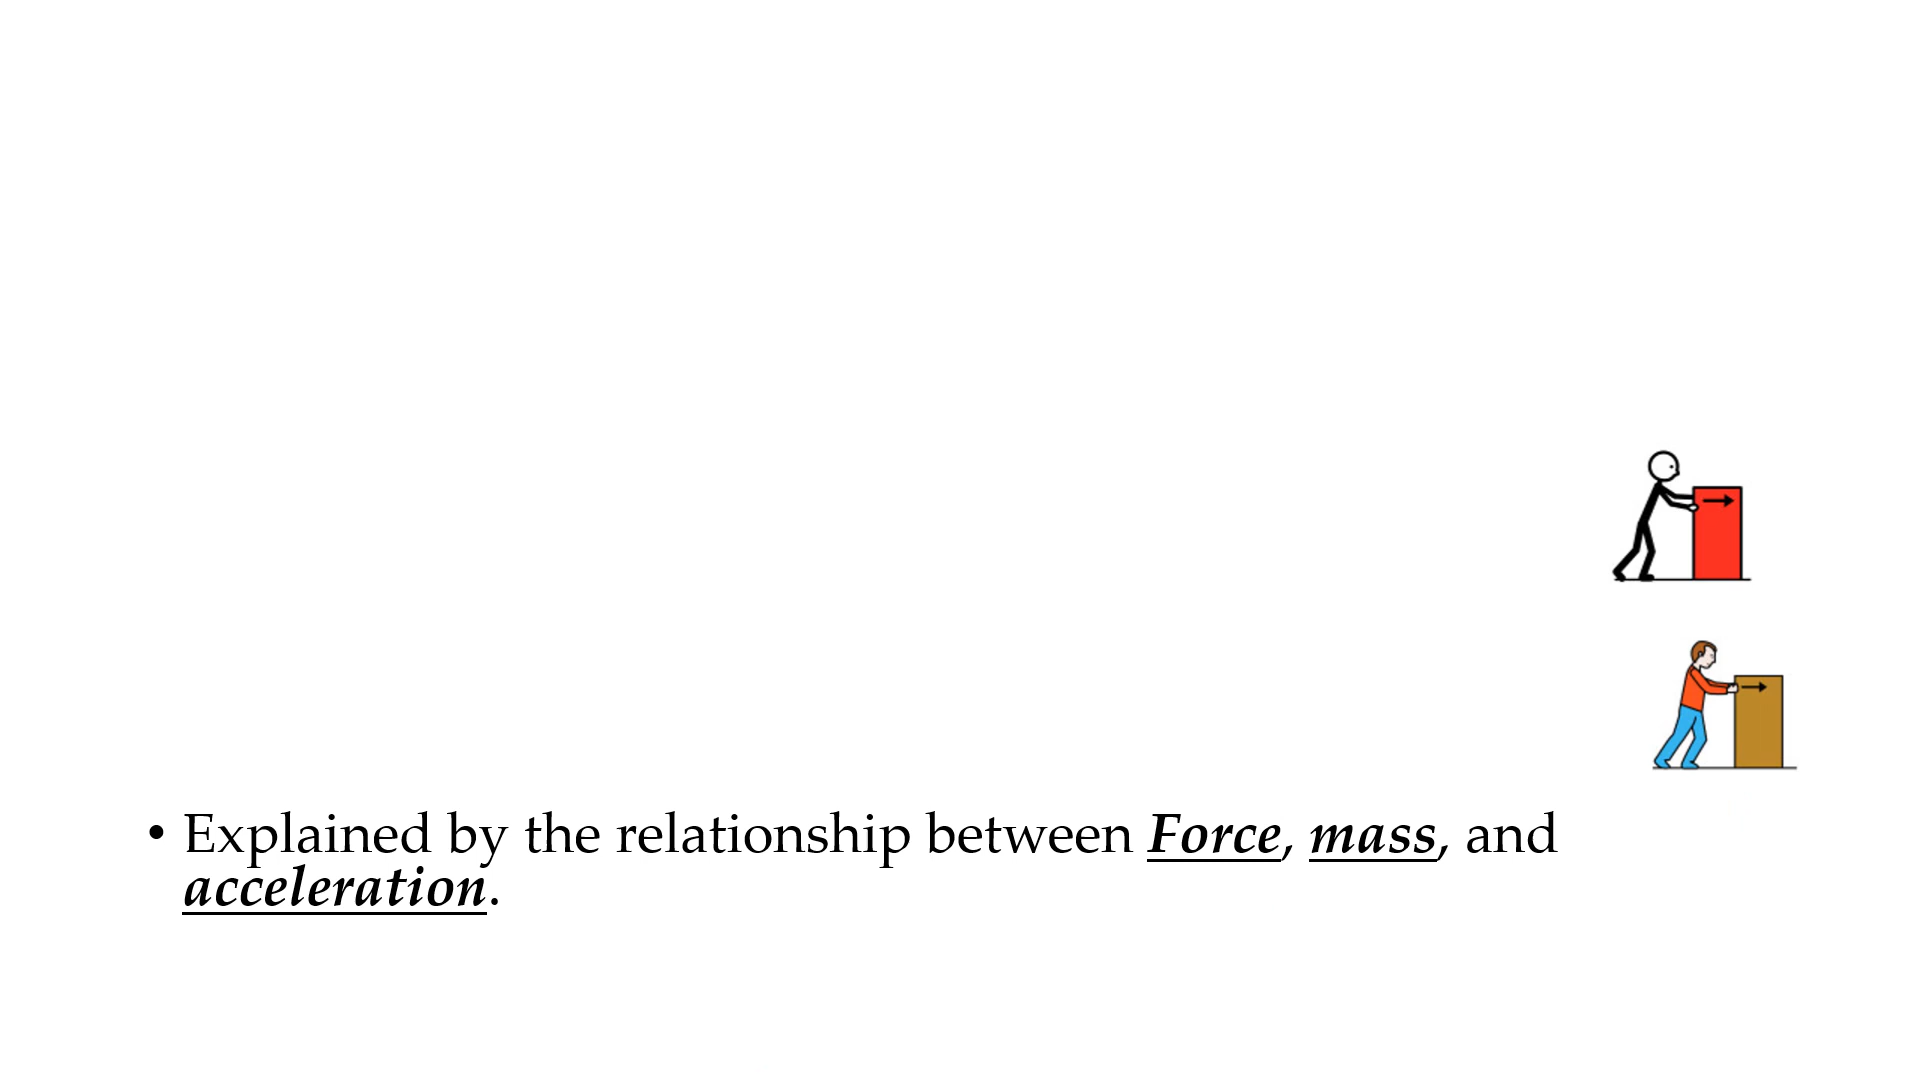 • Explained by the relationship between Force, mass, and
acceleration.